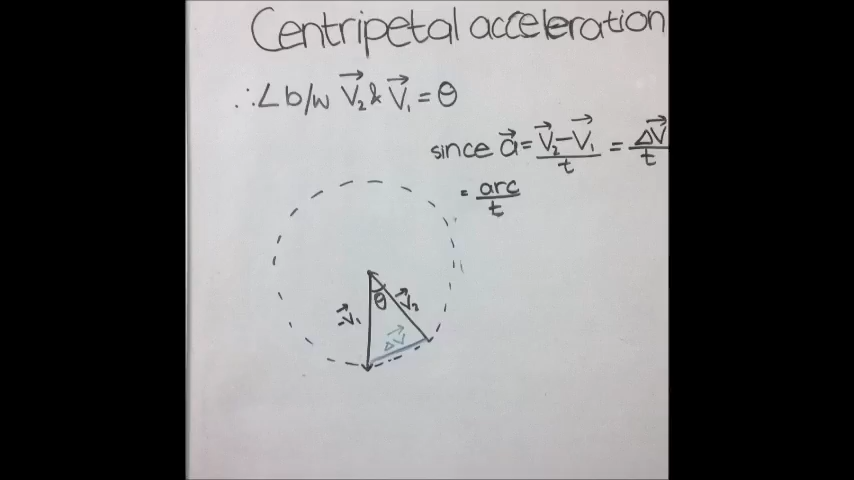 Centripetal acceleration
∴∠ b/w V⃗₂ & V⃗₁ = θ
since a⃗ = (V⃗₂ − V⃗₁)/t = ΔV⃗/t
= arc/t
θ
-V⃗₁
V⃗₂
ΔV⃗